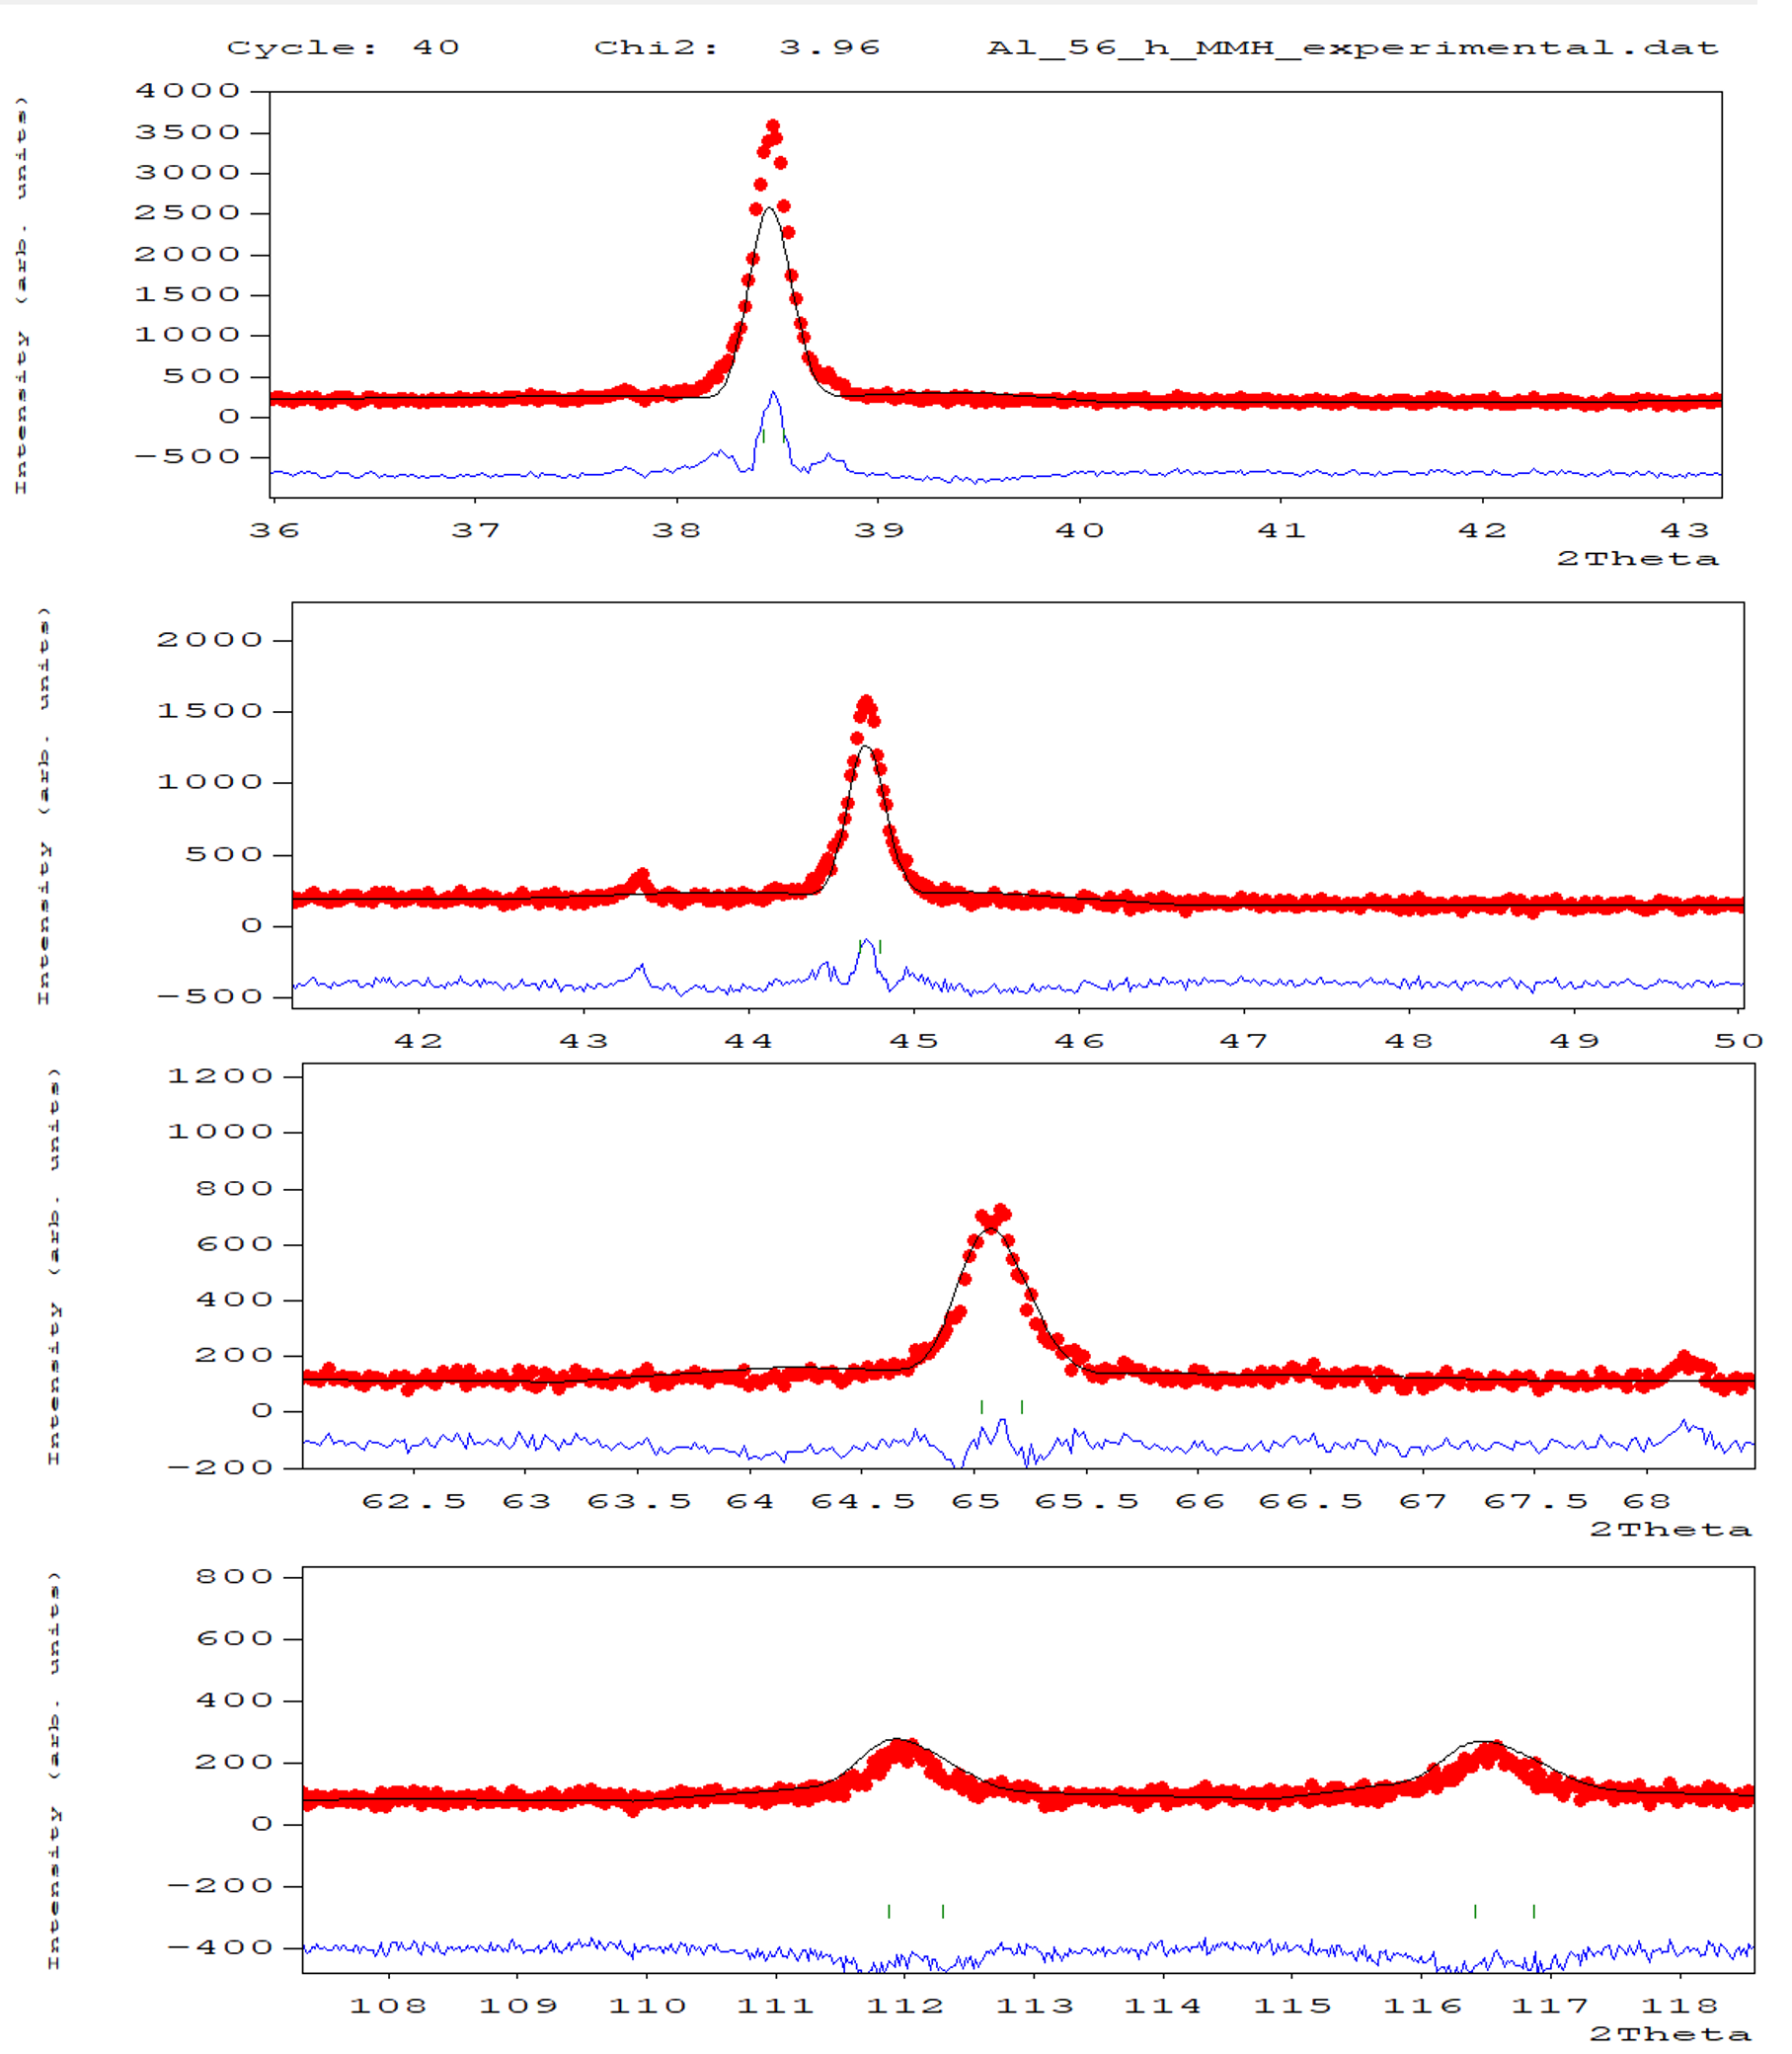 Cycle: 40 Chi2: 3.96 Al_56_h_MMH_experimental.dat
Intensity (arb. units)
4000
3500
3000
2500
2000
1500
1000
500
0
−500
36 37 38 39 40 41 42 43
2Theta
Intensity (arb. units)
2000
1500
1000
500
0
−500
42 43 44 45 46 47 48 49 50
Intensity (arb. units)
1200
1000
800
600
400
200
0
−200
62.5 63 63.5 64 64.5 65 65.5 66 66.5 67 67.5 68
2Theta
Intensity (arb. units)
800
600
400
200
0
−200
−400
108 109 110 111 112 113 114 115 116 117 118
2Theta